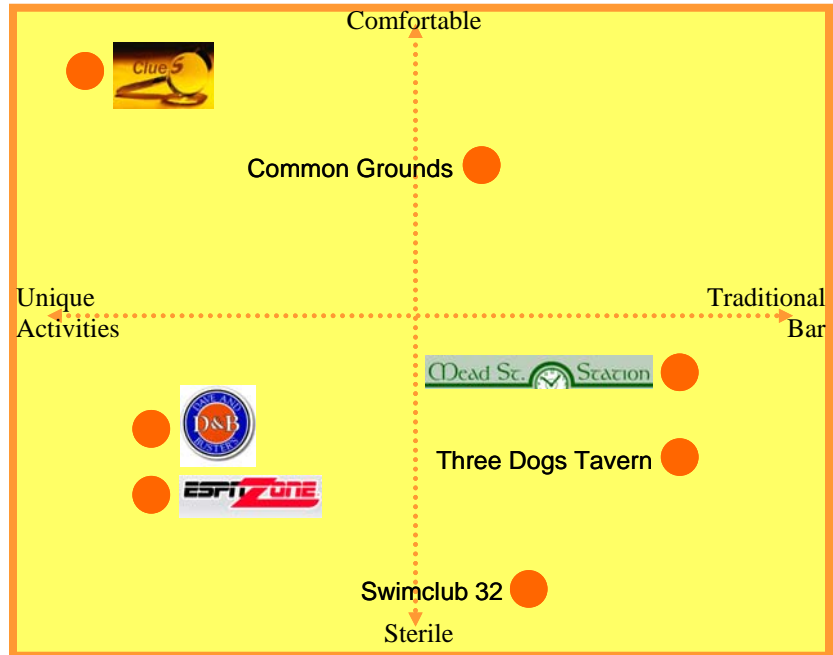 Comfortable
Clue S
Common Grounds
Unique
Activities
Traditional
Bar
Mead St. Station
DAVE AND
D&B
BUSTER'S
Three Dogs Tavern
ESPN ZONE
Swimclub 32
Sterile